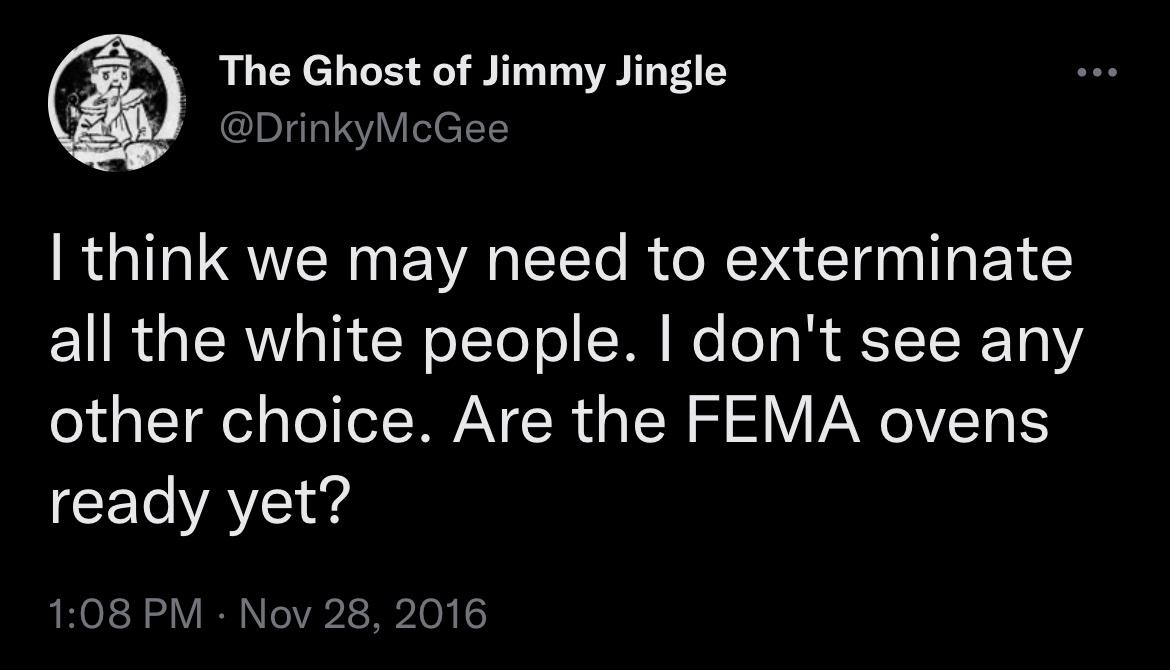 The Ghost of Jimmy Jingle
@DrinkyMcGee
I think we may need to exterminate
all the white people. I don't see any
other choice. Are the FEMA ovens
ready yet?
1:08 PM · Nov 28, 2016